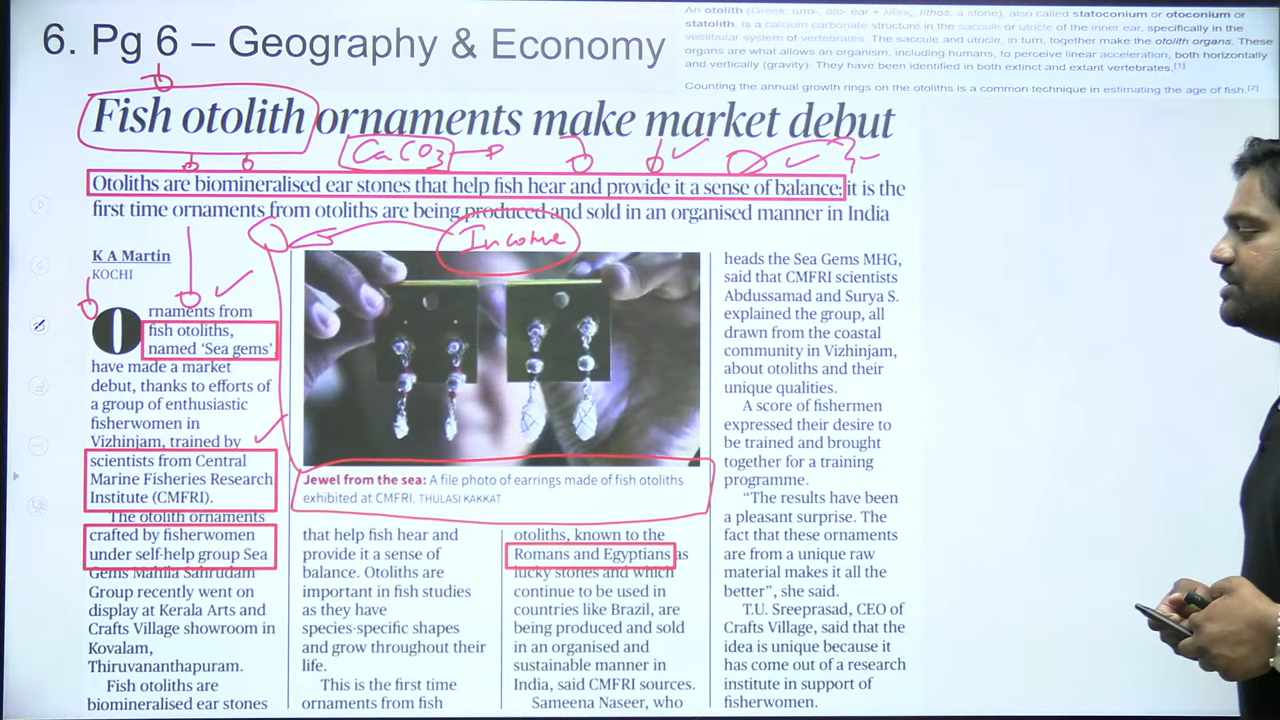 6. Pg 6 – Geography & Economy
An otolith (Greek: ὠτο-, ōto- ear + λῐ́θος, líthos, a stone), also called statoconium or otoconium or
statolith, is a calcium carbonate structure in the saccule or utricle of the inner ear, specifically in the
vestibular system of vertebrates. The saccule and utricle, in turn, together make the otolith organs. These
organs are what allows an organism, including humans, to perceive linear acceleration, both horizontally
and vertically (gravity). They have been identified in both extinct and extant vertebrates.[1]
Counting the annual growth rings on the otoliths is a common technique in estimating the age of fish.[2]
Fish otolith ornaments make market debut
CaCO3
Otoliths are biomineralised ear stones that help fish hear and provide it a sense of balance; it is the
first time ornaments from otoliths are being produced and sold in an organised manner in India
Income
K A Martin
KOCHI
Ornaments from
fish otoliths,
named ‘Sea gems’,
have made a market
debut, thanks to efforts of
a group of enthusiastic
fisherwomen in
Vizhinjam, trained by
scientists from Central
Marine Fisheries Research
Institute (CMFRI).
The otolith ornaments
crafted by fisherwomen
under self-help group Sea
Gems Mahila Sahrudam
Group recently went on
display at Kerala Arts and
Crafts Village showroom in
Kovalam,
Thiruvananthapuram.
Fish otoliths are
biomineralised ear stones
Jewel from the sea: A file photo of earrings made of fish otoliths
exhibited at CMFRI. THULASI KAKKAT
that help fish hear and
provide it a sense of
balance. Otoliths are
important in fish studies
as they have
species-specific shapes
and grow throughout their
life.
This is the first time
ornaments from fish
otoliths, known to the
Romans and Egyptians as
lucky stones and which
continue to be used in
countries like Brazil, are
being produced and sold
in an organised and
sustainable manner in
India, said CMFRI sources.
Sameena Naseer, who
heads the Sea Gems MHG,
said that CMFRI scientists
Abdussamad and Surya S.
explained the group, all
drawn from the coastal
community in Vizhinjam,
about otoliths and their
unique qualities.
A score of fishermen
expressed their desire to
be trained and brought
together for a training
programme.
"The results have been
a pleasant surprise. The
fact that these ornaments
are from a unique raw
material makes it all the
better”, she said.
T.U. Sreeprasad, CEO of
Crafts Village, said that the
idea is unique because it
has come out of a research
institute in support of
fisherwomen.